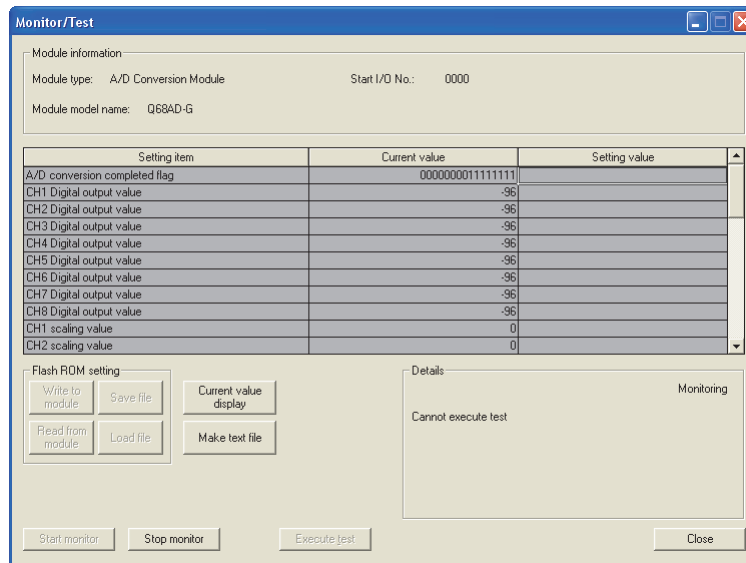 Monitor/Test
Module information
Module type: A/D Conversion Module Start I/O No.: 0000
Module model name: Q68AD-G
Setting item Current value Setting value
A/D conversion completed flag 0000000011111111
CH1 Digital output value -96
CH2 Digital output value -96
CH3 Digital output value -96
CH4 Digital output value -96
CH5 Digital output value -96
CH6 Digital output value -96
CH7 Digital output value -96
CH8 Digital output value -96
CH1 scaling value 0
CH2 scaling value 0
Flash ROM setting
Write to module
Save file
Current value display
Read from module
Load file
Make text file
Details
Monitoring
Cannot execute test
Start monitor Stop monitor Execute test Close